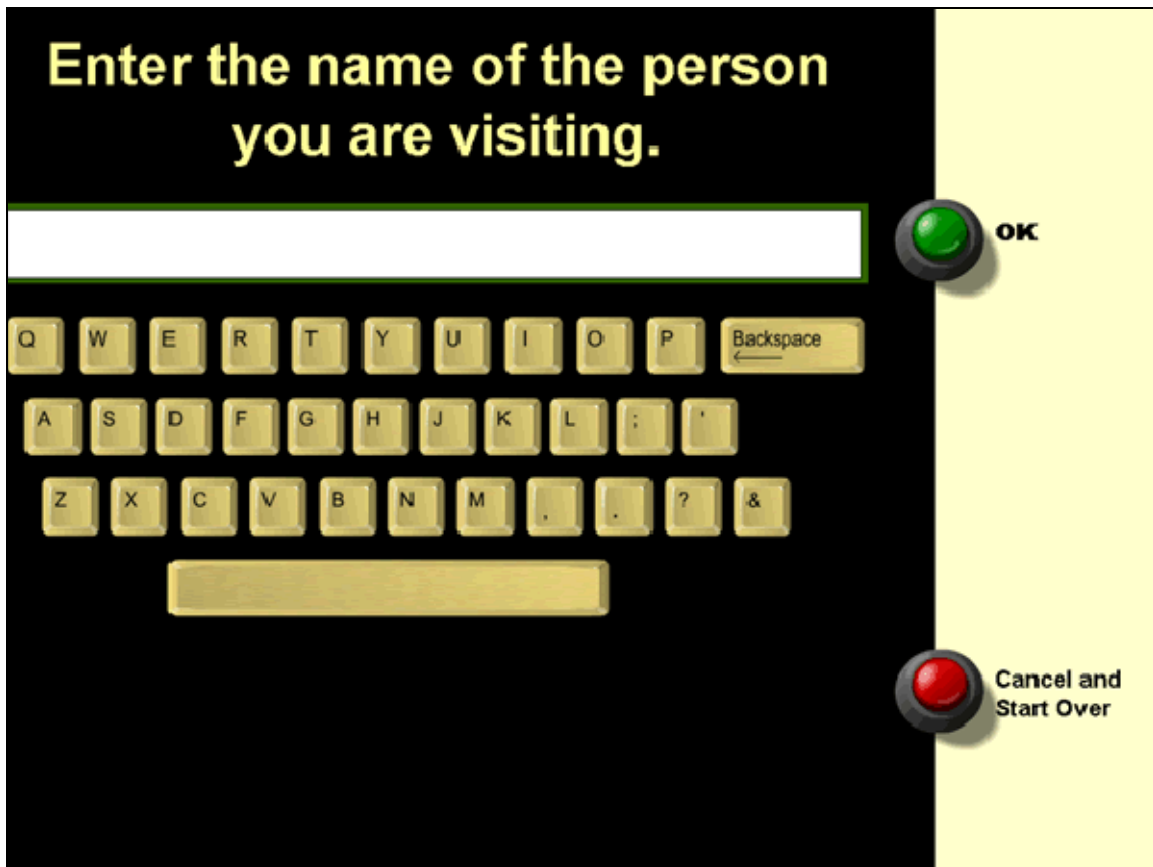 Enter the name of the person
you are visiting.
OK
Q W E R T Y U I O P Backspace
A S D F G H J K L ; '
Z X C V B N M , . ? &
Cancel and
Start Over